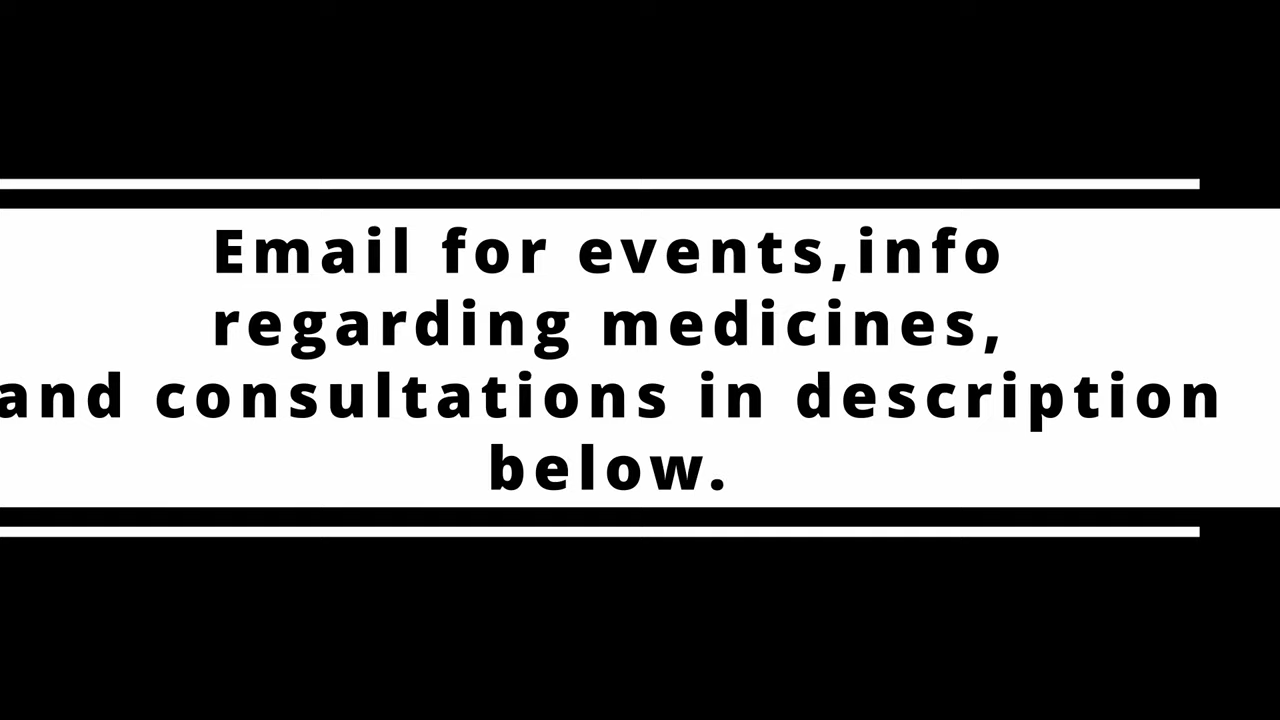 Email for events,info
regarding medicines,
and consultations in description
below.